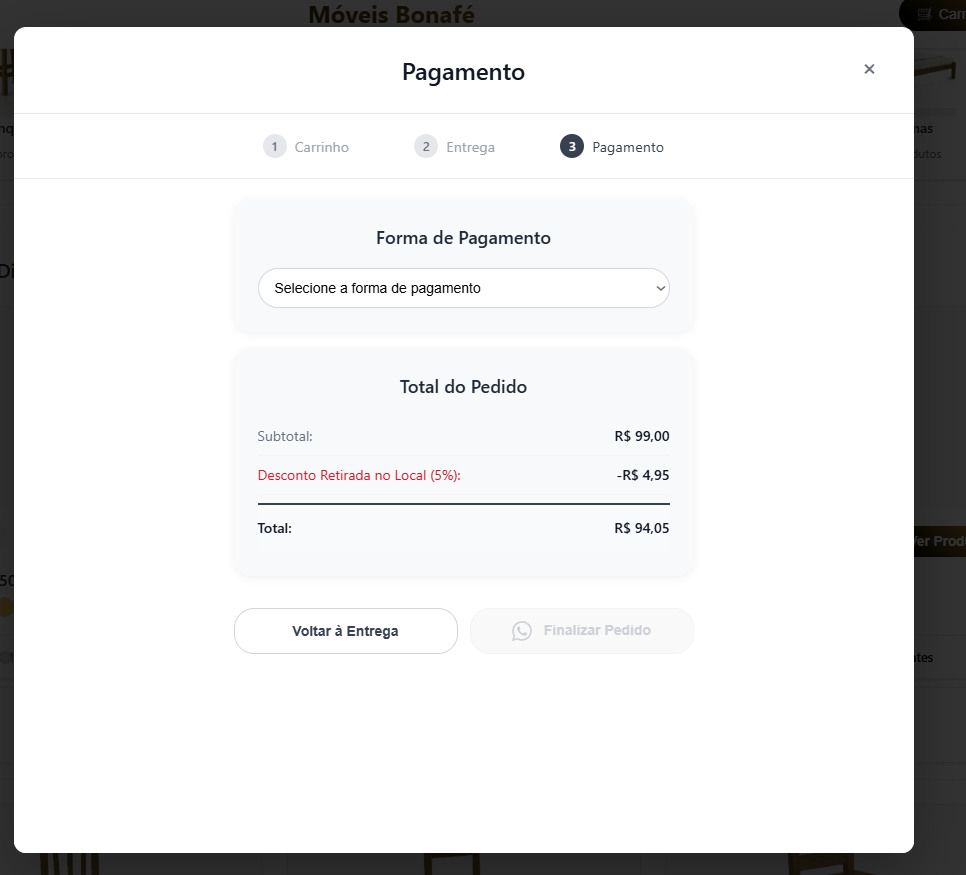 Móveis Bonafé
Pagamento
×
1 Carrinho
2 Entrega
3 Pagamento
Forma de Pagamento
Selecione a forma de pagamento
Total do Pedido
Subtotal: R$ 99,00
Desconto Retirada no Local (5%): -R$ 4,95
Total: R$ 94,05
Voltar à Entrega
Finalizar Pedido